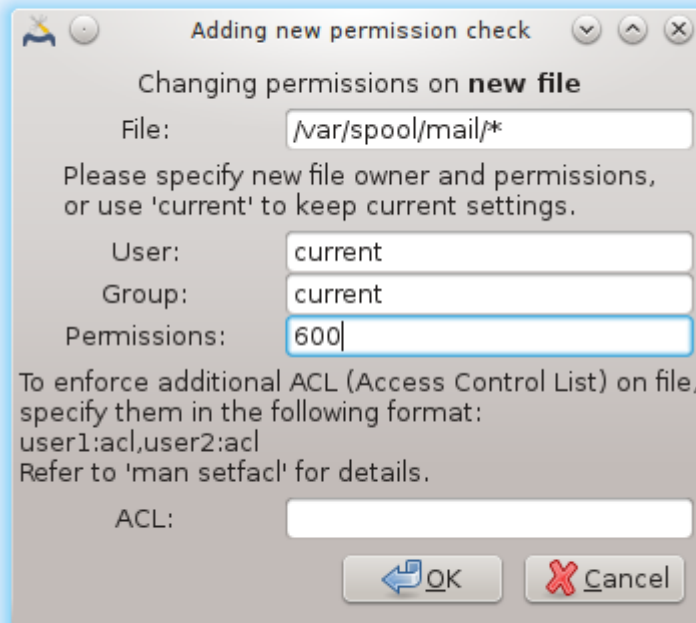 Adding new permission check
Changing permissions on new file
File: /var/spool/mail/*
Please specify new file owner and permissions,
or use 'current' to keep current settings.
User: current
Group: current
Permissions: 600
To enforce additional ACL (Access Control List) on file,
specify them in the following format:
user1:acl,user2:acl
Refer to 'man setfacl' for details.
ACL:
OK Cancel